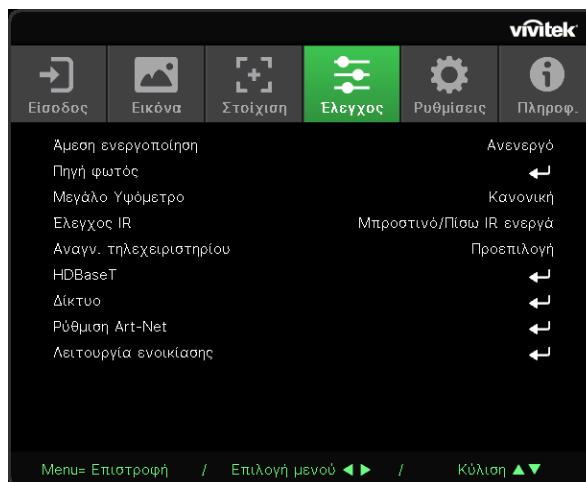 vivitek
Είσοδος Εικόνα Στοίχιση Έλεγχος Ρυθμίσεις Πληροφ.
Άμεση ενεργοποίηση Ανενεργό
Πηγή φωτός
Μεγάλο Υψόμετρο Κανονική
Έλεγχος IR Μπροστινό/Πίσω IR ενεργά
Αναγν. τηλεχειριστηρίου Προεπιλογή
HDBaseT
Δίκτυο
Ρύθμιση Art-Net
Λειτουργία ενοικίασης
Menu= Επιστροφή / Επιλογή μενού ◀ ▶ / Κύλιση ▲▼